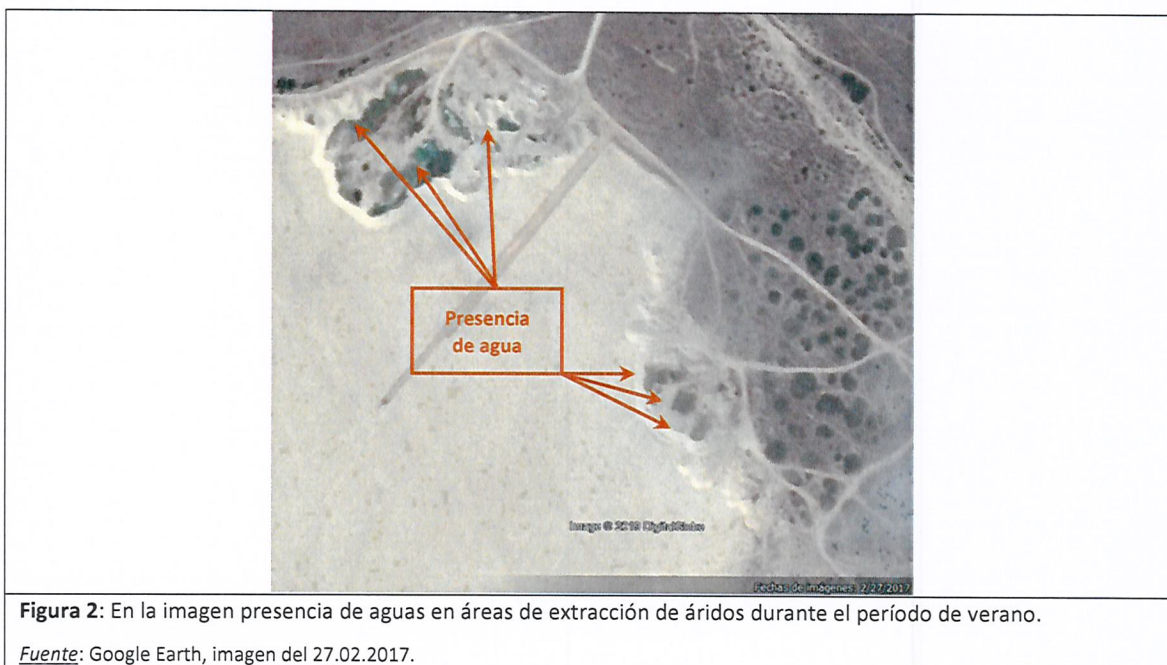 Presencia
de agua
Image © 2019 DigitalGlobe
Fechas de imágenes: 2/27/2017
Figura 2: En la imagen presencia de aguas en áreas de extracción de áridos durante el período de verano.
Fuente: Google Earth, imagen del 27.02.2017.